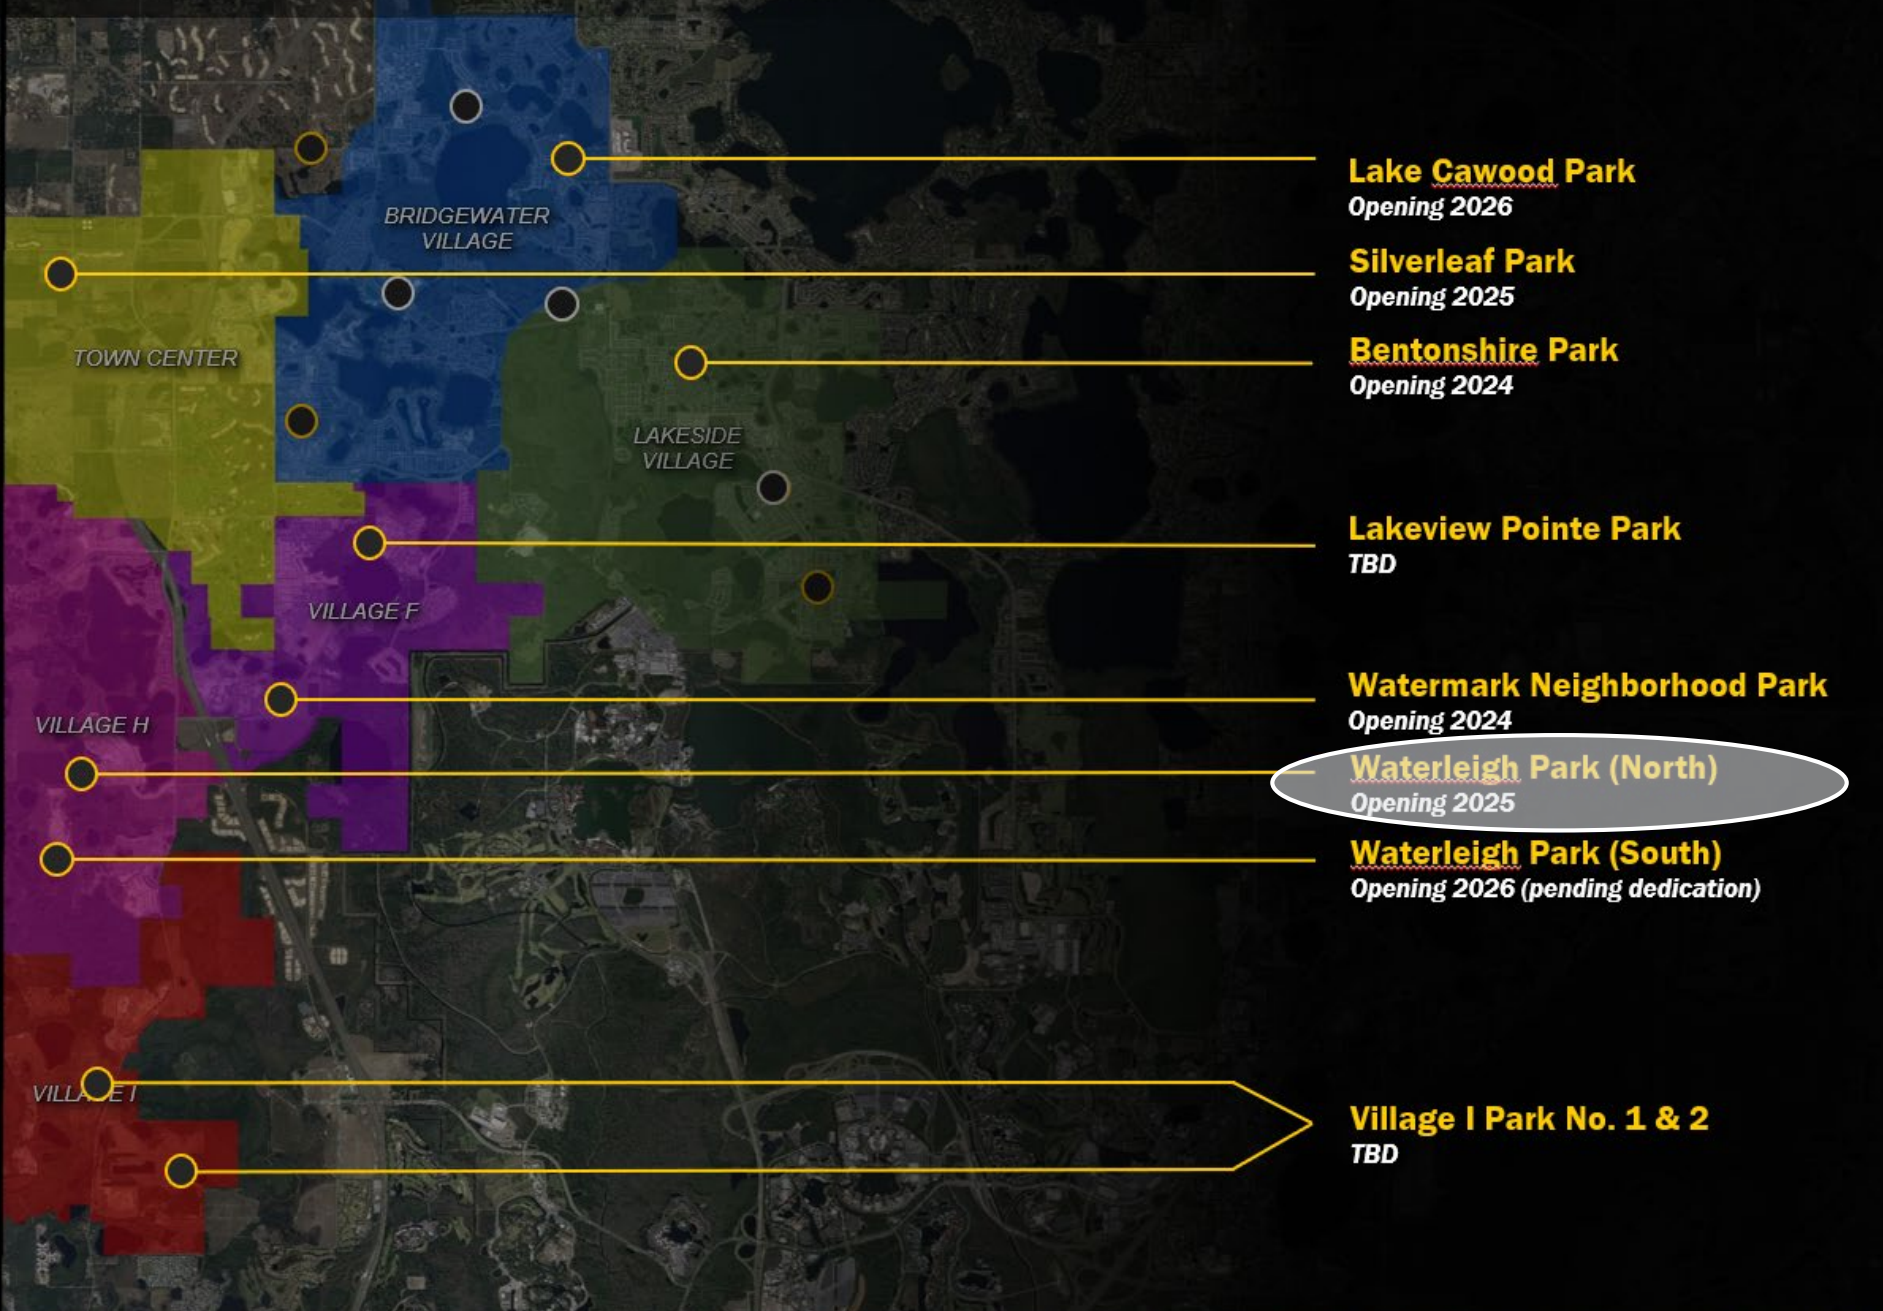 BRIDGEWATER
VILLAGE
TOWN CENTER
LAKESIDE
VILLAGE
VILLAGE F
VILLAGE H
VILLAGE I
Lake Cawood Park
Opening 2026
Silverleaf Park
Opening 2025
Bentonshire Park
Opening 2024
Lakeview Pointe Park
TBD
Watermark Neighborhood Park
Opening 2024
Waterleigh Park (North)
Opening 2025
Waterleigh Park (South)
Opening 2026 (pending dedication)
Village I Park No. 1 & 2
TBD